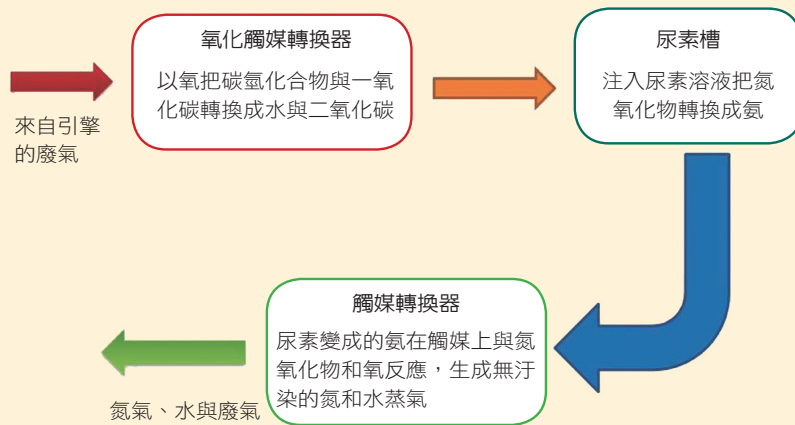 氧化觸媒轉換器
以氧把碳氫化合物與一氧
化碳轉換成水與二氧化碳
尿素槽
注入尿素溶液把氮
氧化物轉換成氨
來自引擎
的廢氣
觸媒轉換器
尿素變成的氨在觸媒上與氮
氧化物和氧反應，生成無汙
染的氮和水蒸氣
氮氣、水與廢氣